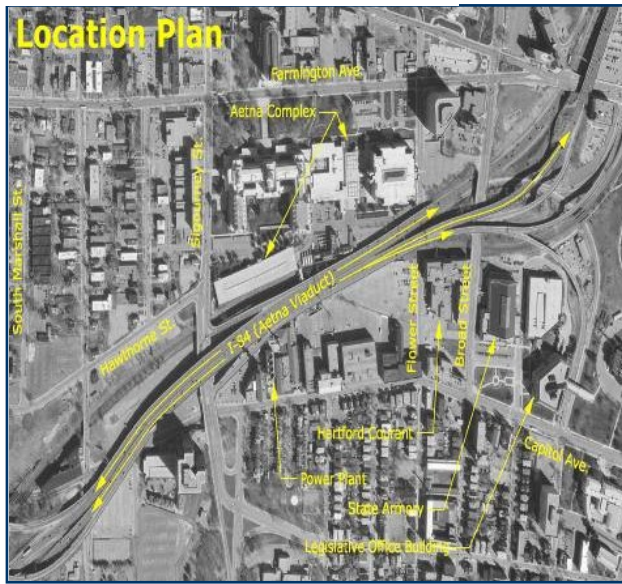 Location Plan
Farmington Ave.
Aetna Complex
Sigourney St.
South Marshall St.
Hawthorne St.
I-84 (Aetna Viaduct)
Flower Street
Broad Street
Hartford Courant
Capitol Ave.
Power Plant
State Armory
Legislative Office Building